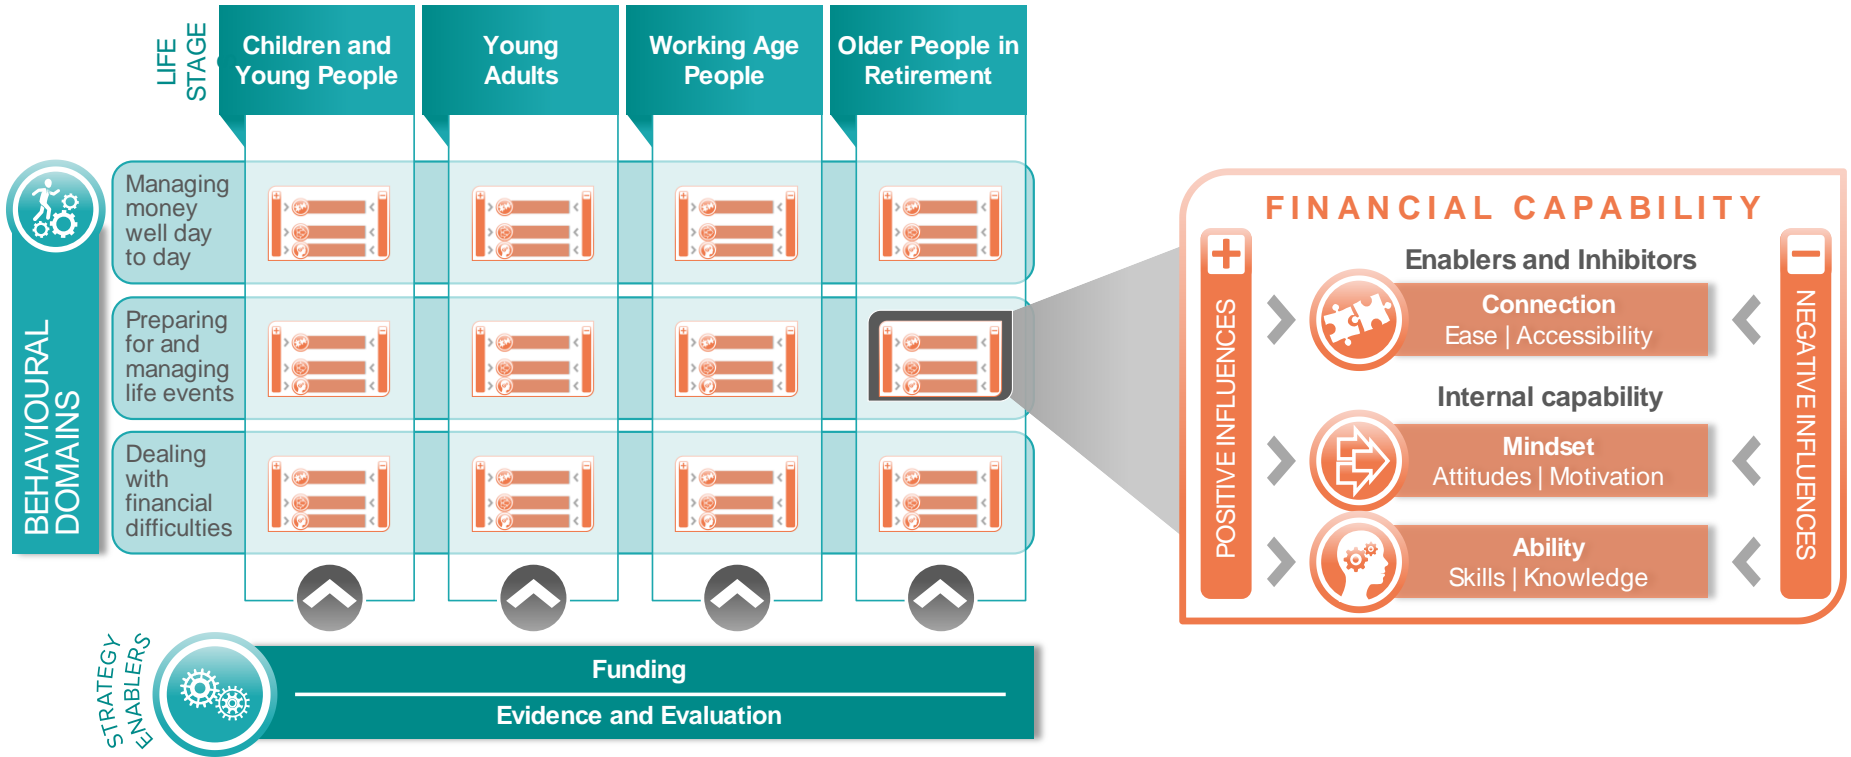 LIFE
STAGE
Children and
Young People
Young
Adults
Working Age
People
Older People in
Retirement
BEHAVIOURAL
DOMAINS
Managing
money
well day
to day
Preparing
for and
managing
life events
Dealing
with
financial
difficulties
STRATEGY
ENABLERS
Funding
Evidence and Evaluation
FINANCIAL CAPABILITY
+
POSITIVE INFLUENCES
Enablers and Inhibitors
Connection
Ease | Accessibility
Internal capability
Mindset
Attitudes | Motivation
Ability
Skills | Knowledge
−
NEGATIVE INFLUENCES